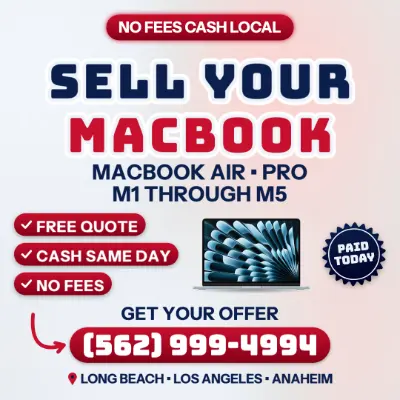 NO FEES CASH LOCAL
SELL YOUR
MACBOOK
MACBOOK AIR • PRO
M1 THROUGH M5
FREE QUOTE
CASH SAME DAY
NO FEES
PAID
TODAY
GET YOUR OFFER
(562) 999-4994
LONG BEACH • LOS ANGELES • ANAHEIM